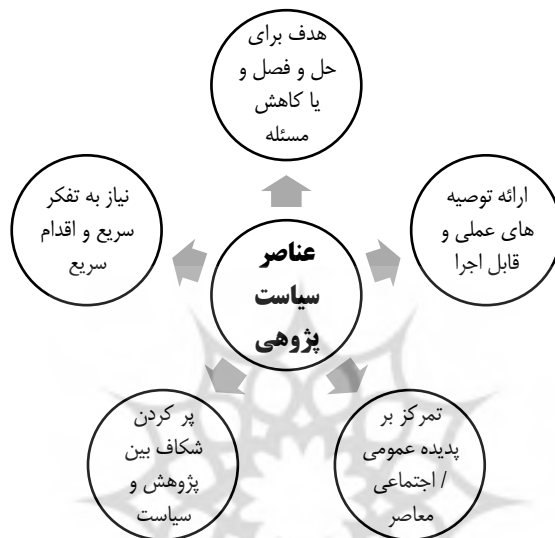 هدف برای
حل و فصل و
یا کاهش
مسئله
ارائه توصیه
های عملی و
قابل اجرا
نیاز به تفکر
سریع و اقدام
سریع
عناصر
سیاست
پژوهی
تمرکز بر
پدیده عمومی
/ اجتماعی
معاصر
پر کردن
شکاف بین
پژوهش و
سیاست